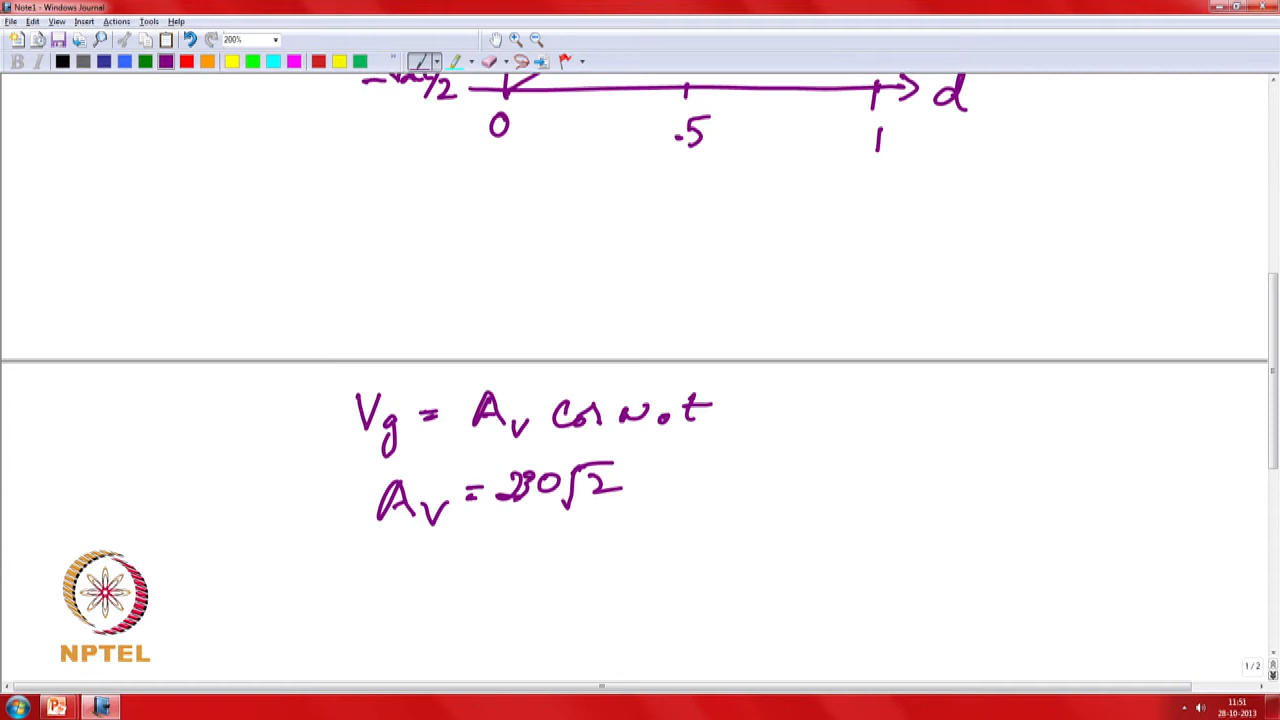 Note1 - Windows Journal
File Edit View Insert Actions Tools Help
200%
B I
d
0 .5 1
Vg = Av cos ω₀t
Av = 230√2
NPTEL
1 / 2
11:51
28-10-2013